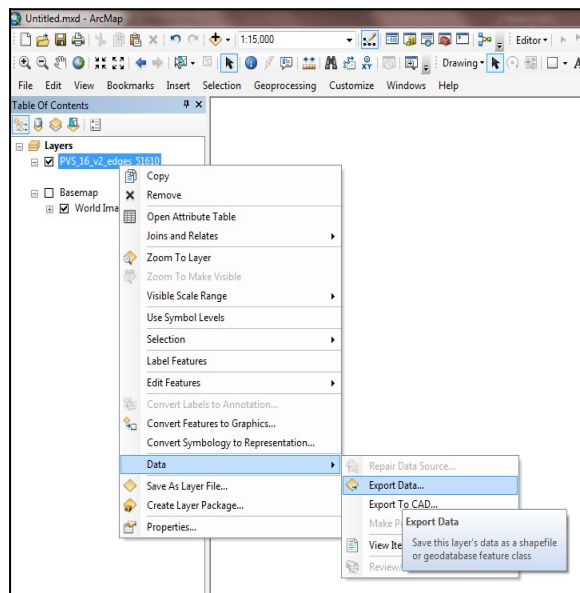 Untitled.mxd - ArcMap
1:15,000
Editor
Drawing
File Edit View Bookmarks Insert Selection Geoprocessing Customize Windows Help
Table Of Contents
Layers
PVS_16_v2_edges_51610
Basemap
World Ima
Copy
Remove
Open Attribute Table
Joins and Relates
Zoom To Layer
Zoom To Make Visible
Visible Scale Range
Use Symbol Levels
Selection
Label Features
Edit Features
Convert Labels to Annotation...
Convert Features to Graphics...
Convert Symbology to Representation...
Data
Save As Layer File...
Create Layer Package...
Properties...
Repair Data Source...
Export Data...
Export To CAD...
Make Pe
View Ite
Review/
Export Data
Save this layer's data as a shapefile
or geodatabase feature class